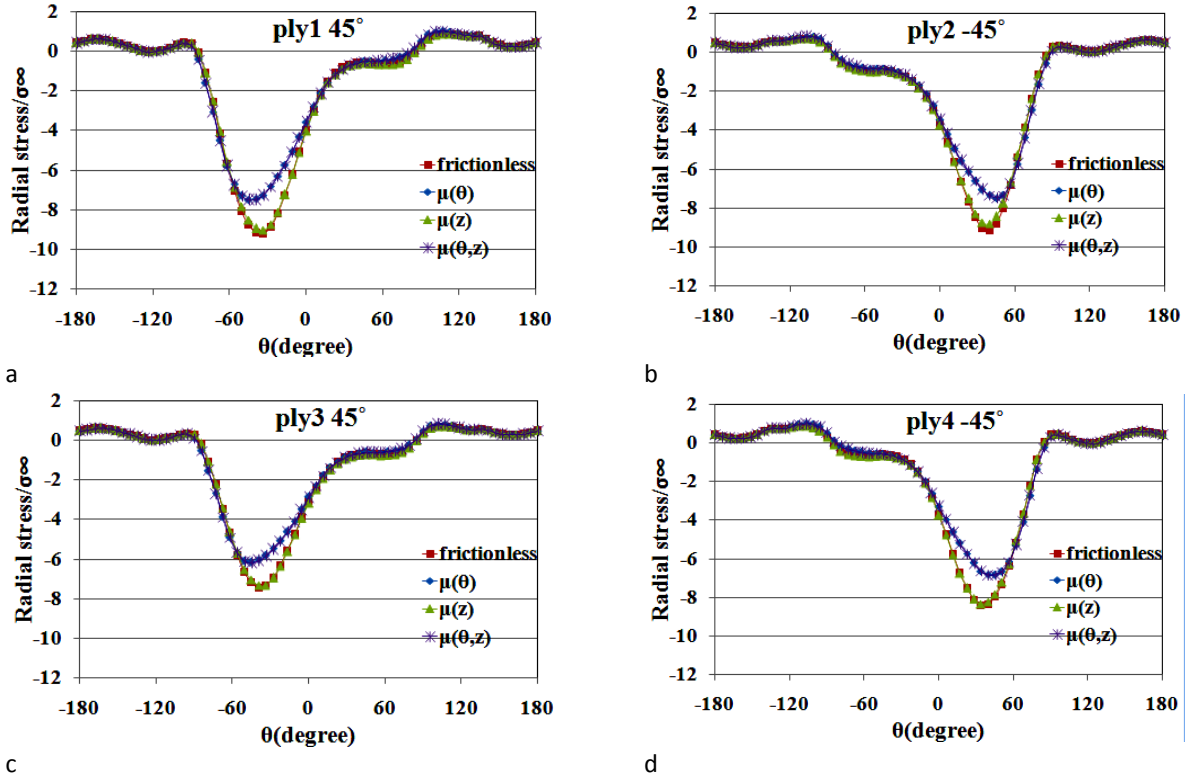 ply1 45°
2
0
-2
-4
-6
-8
-10
-12
Radial stress/σ∞
frictionless
μ(θ)
μ(z)
μ(θ,z)
-180 -120 -60 0 60 120 180
θ(degree)
a
ply2 -45°
2
0
-2
-4
-6
-8
-10
-12
Radial stress/σ∞
frictionless
μ(θ)
μ(z)
μ(θ,z)
-180 -120 -60 0 60 120 180
θ(degree)
b
ply3 45°
2
0
-2
-4
-6
-8
-10
-12
Radial stress/σ∞
frictionless
μ(θ)
μ(z)
μ(θ,z)
-180 -120 -60 0 60 120 180
θ(degree)
c
ply4 -45°
2
0
-2
-4
-6
-8
-10
-12
Radial stress/σ∞
frictionless
μ(θ)
μ(z)
μ(θ,z)
-180 -120 -60 0 60 120 180
θ(degree)
d